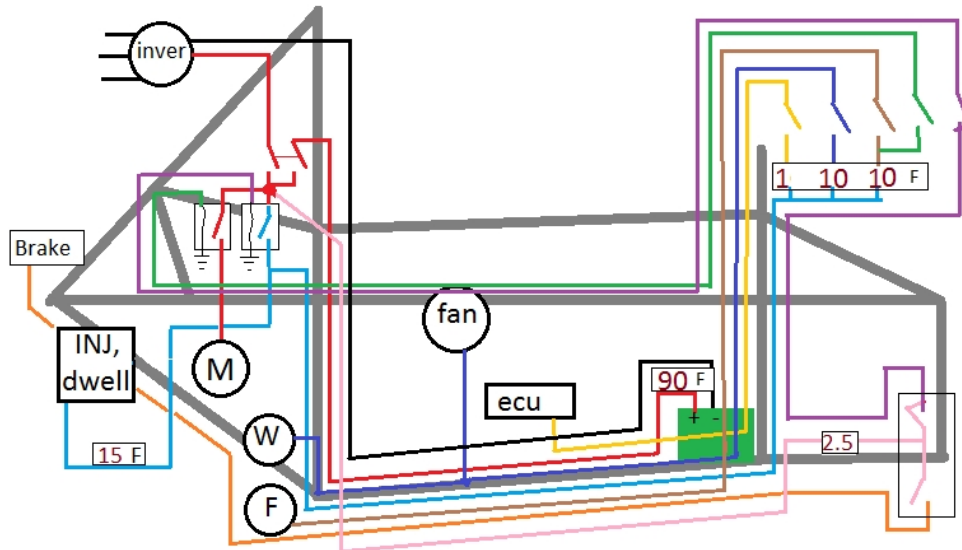 inver
1 10 10 F
Brake
fan
INJ,
dwell
M
90 F
+ -
ecu
W
2.5
15 F
F